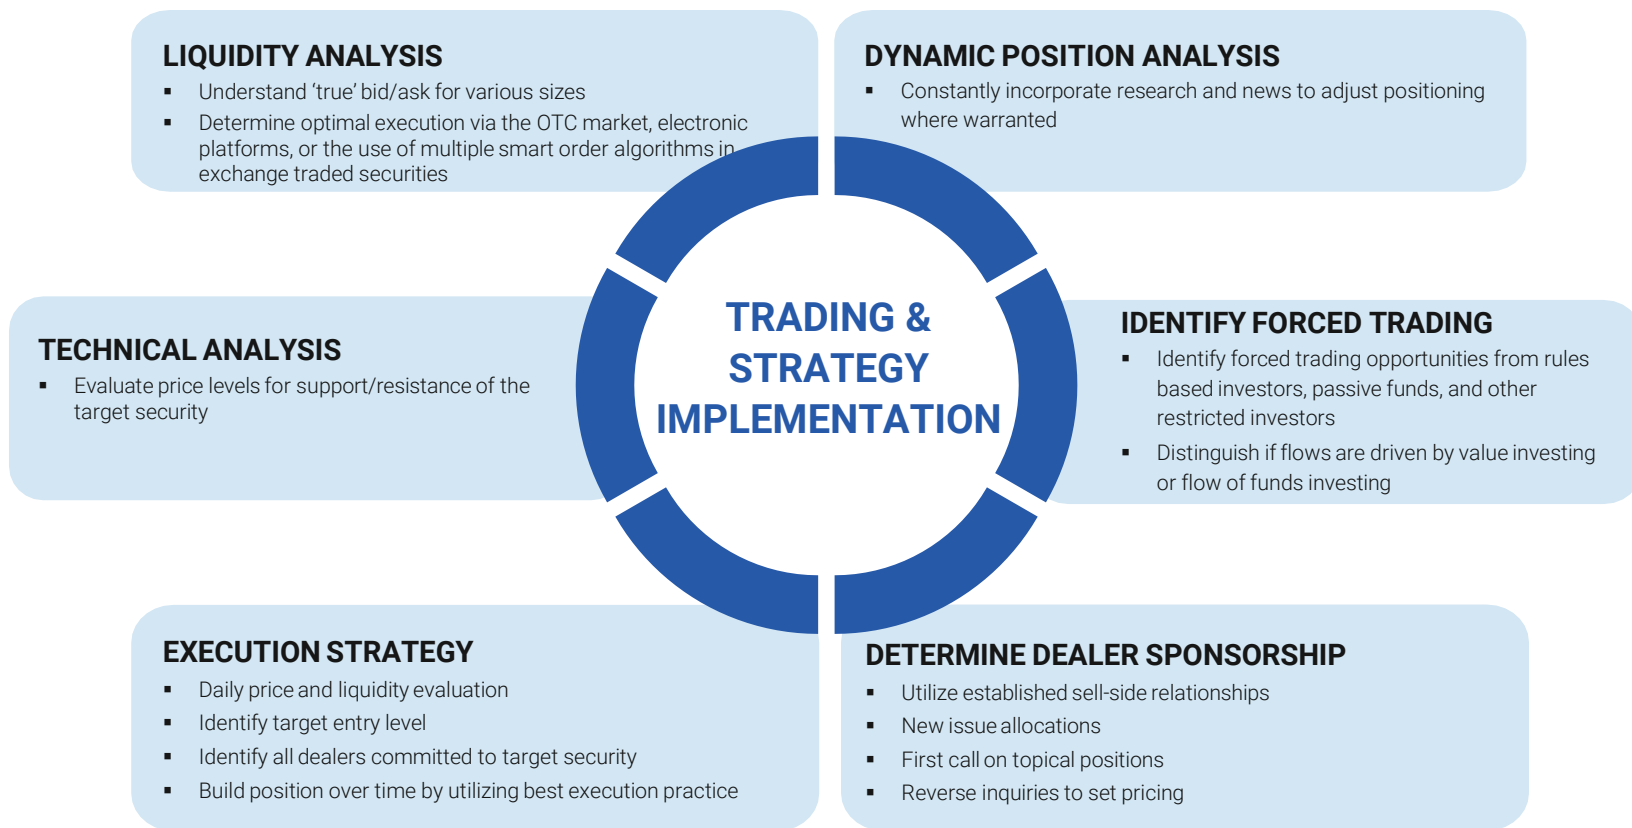 LIQUIDITY ANALYSIS
▪ Understand ‘true’ bid/ask for various sizes
▪ Determine optimal execution via the OTC market, electronic
platforms, or the use of multiple smart order algorithms in
exchange traded securities
DYNAMIC POSITION ANALYSIS
▪ Constantly incorporate research and news to adjust positioning
where warranted
TECHNICAL ANALYSIS
▪ Evaluate price levels for support/resistance of the
target security
TRADING &
STRATEGY
IMPLEMENTATION
IDENTIFY FORCED TRADING
▪ Identify forced trading opportunities from rules
based investors, passive funds, and other
restricted investors
▪ Distinguish if flows are driven by value investing
or flow of funds investing
EXECUTION STRATEGY
▪ Daily price and liquidity evaluation
▪ Identify target entry level
▪ Identify all dealers committed to target security
▪ Build position over time by utilizing best execution practice
DETERMINE DEALER SPONSORSHIP
▪ Utilize established sell-side relationships
▪ New issue allocations
▪ First call on topical positions
▪ Reverse inquiries to set pricing